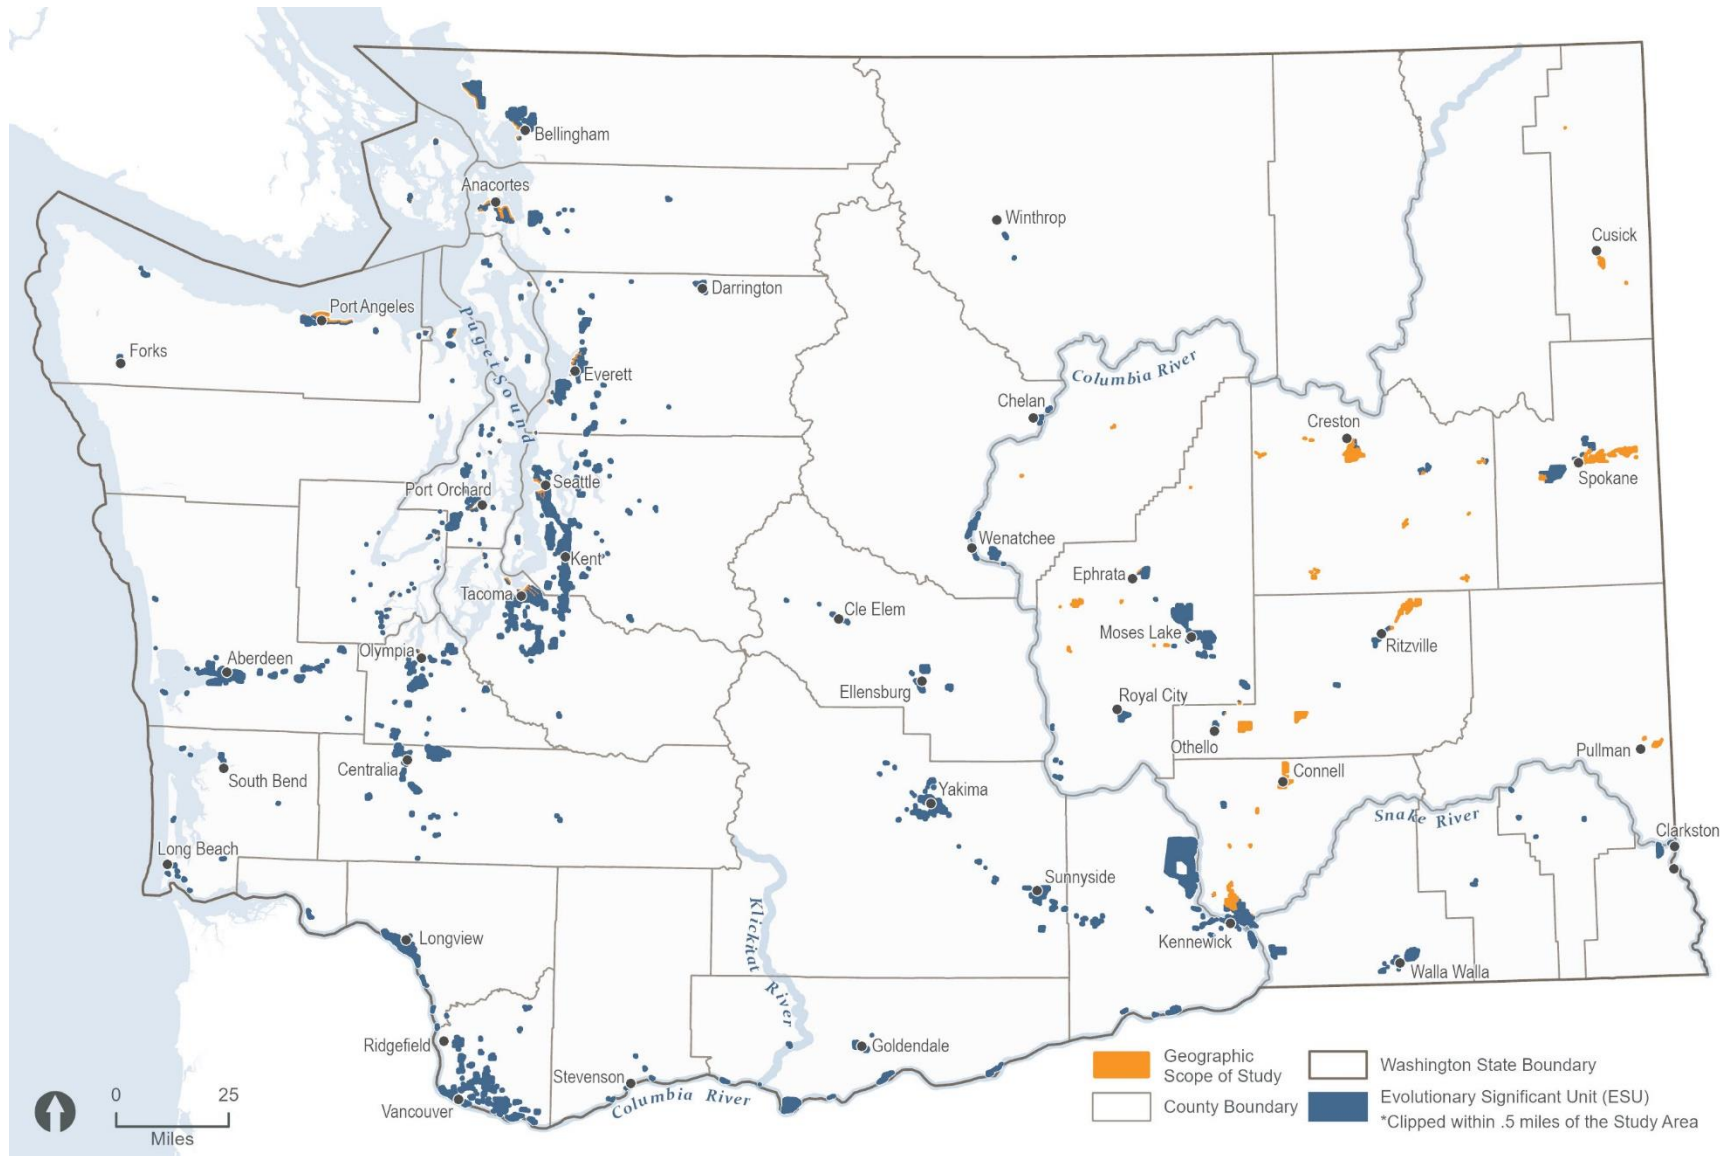 Bellingham
Anacortes
Winthrop
Cusick
Darrington
Port Angeles
Puget Sound
Forks
Everett
Columbia River
Chelan
Creston
Seattle
Spokane
Port Orchard
Wenatchee
Kent
Ephrata
Tacoma
Cle Elem
Moses Lake
Ritzville
Olympia
Aberdeen
Ellensburg
Royal City
Othello
Pullman
Centralia
South Bend
Connell
Yakima
Snake River
Clarkston
Long Beach
Sunnyside
Klickitat River
Longview
Kennewick
Walla Walla
Ridgefield
Goldendale
Stevenson
Columbia River
Vancouver
0 25
Miles
Geographic
Scope of Study
County Boundary
Washington State Boundary
Evolutionary Significant Unit (ESU)
*Clipped within .5 miles of the Study Area